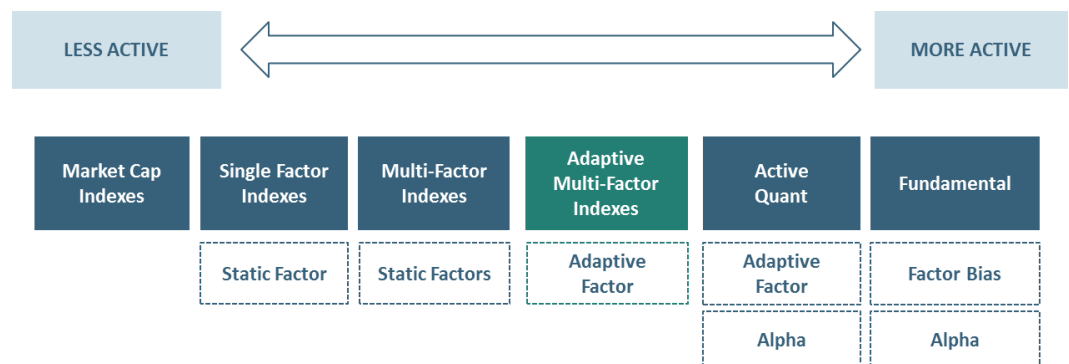 LESS ACTIVE
MORE ACTIVE
Market Cap
Indexes
Single Factor
Indexes
Multi-Factor
Indexes
Adaptive
Multi-Factor
Indexes
Active
Quant
Fundamental
Static Factor
Static Factors
Adaptive
Factor
Adaptive
Factor
Factor Bias
Alpha
Alpha